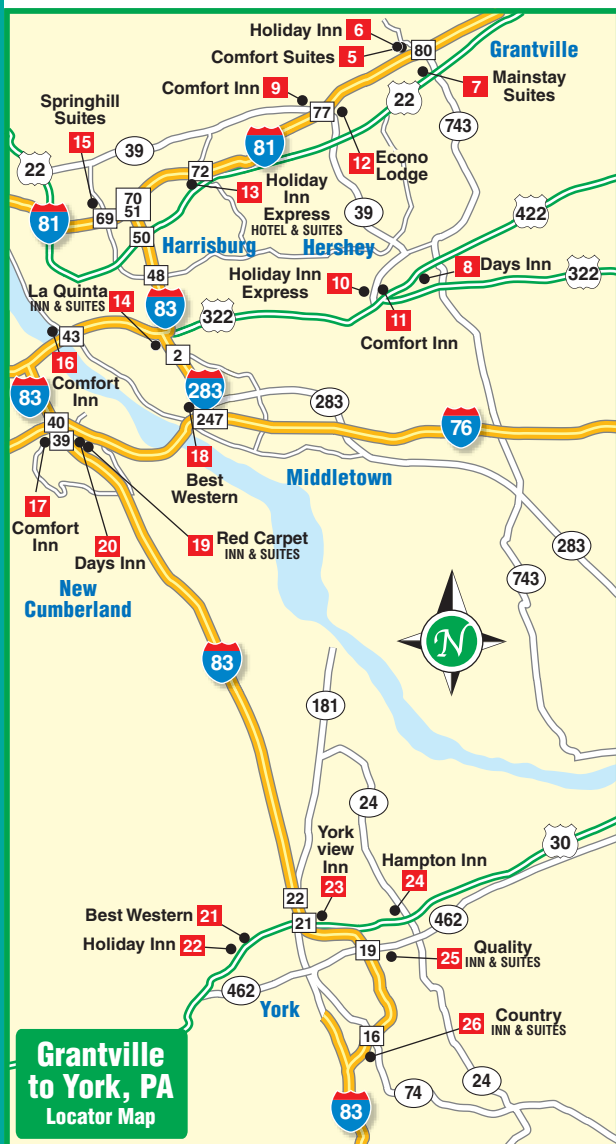 Holiday Inn 6
Comfort Suites 5
80
Grantville
7 Mainstay
Suites
Comfort Inn 9
22
77
743
Springhill
Suites
15
39
81
12 Econo
Lodge
22
72
13 Holiday
Inn
Express
HOTEL & SUITES
39
422
81
69
70
51
50
Harrisburg
Hershey
48
Holiday Inn
Express
10
8 Days Inn
322
La Quinta
INN & SUITES
14
83
322
11
Comfort Inn
43
2
16
Comfort
Inn
83
283
283
40
39
247
76
18
Best
Western
Middletown
17
Comfort
Inn
20
Days Inn
19 Red Carpet
INN & SUITES
283
New
Cumberland
743
N
83
181
24
York
view
Inn
23
Hampton Inn
24
30
22
Best Western 21
21
462
Holiday Inn 22
19
25 Quality
INN & SUITES
462
York
26 Country
INN & SUITES
16
Grantville
to York, PA
Locator Map
83
74
24